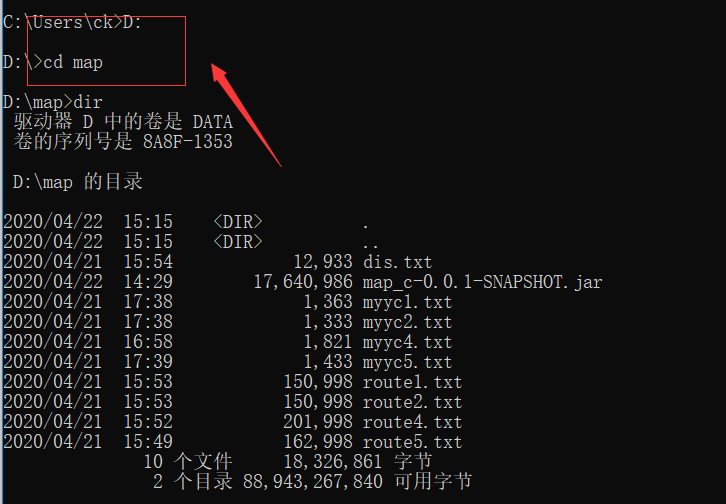 C:\Users\ck>D:
D:\>cd map
D:\map>dir
驱动器 D 中的卷是 DATA
卷的序列号是 8A8F-1353
D:\map 的目录
2020/04/22 15:15 <DIR> .
2020/04/22 15:15 <DIR> ..
2020/04/21 15:54 12,933 dis.txt
2020/04/22 14:29 17,640,986 map_c-0.0.1-SNAPSHOT.jar
2020/04/21 17:38 1,363 myyc1.txt
2020/04/21 17:38 1,333 myyc2.txt
2020/04/21 16:58 1,821 myyc4.txt
2020/04/21 17:39 1,433 myyc5.txt
2020/04/21 15:53 150,998 route1.txt
2020/04/21 15:53 150,998 route2.txt
2020/04/21 15:52 201,998 route4.txt
2020/04/21 15:49 162,998 route5.txt
10 个文件 18,326,861 字节
2 个目录 88,943,267,840 可用字节